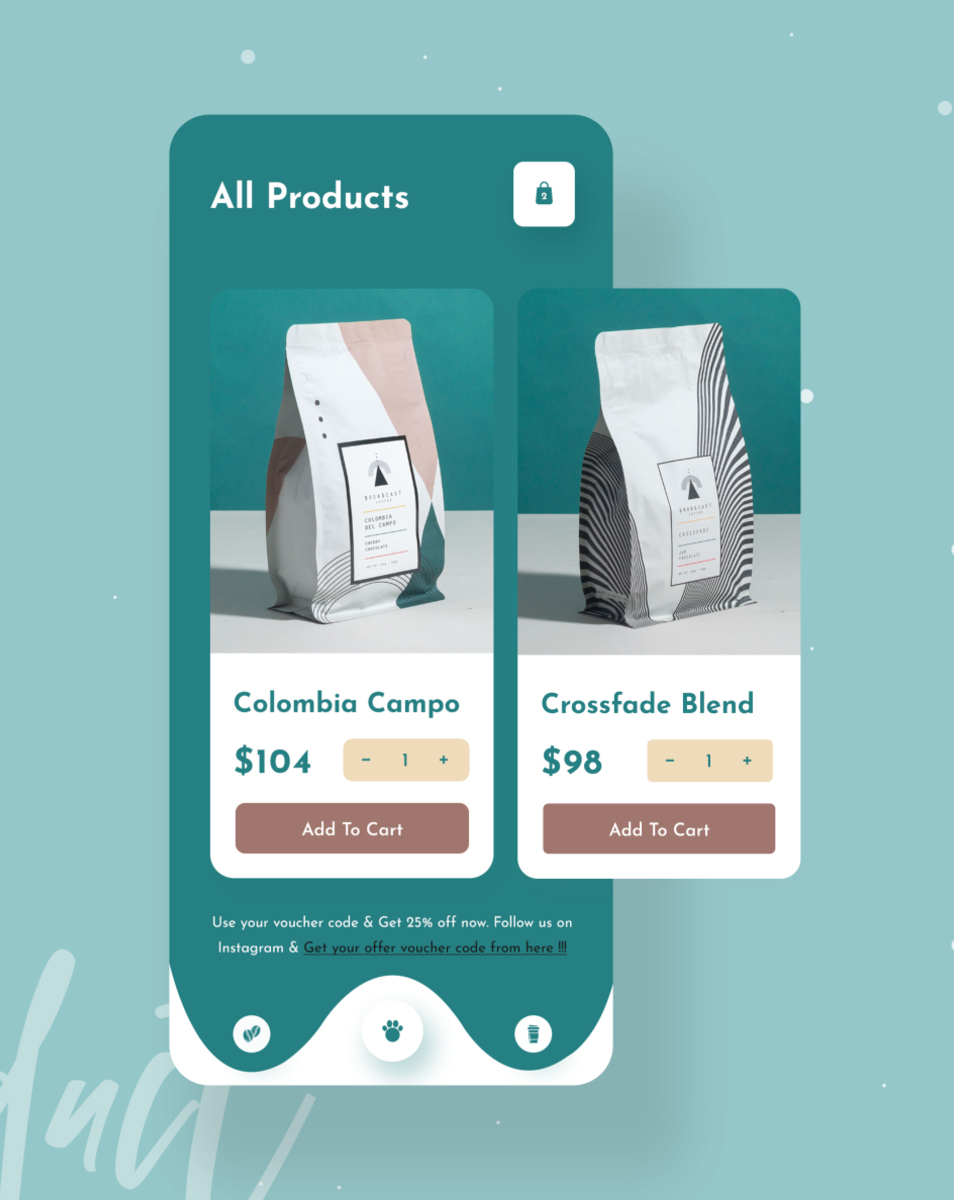 All Products
2
BROADCAST
COFFEE
COLOMBIA
DEL CAMPO
CHERRY
CHOCOLATE
BROADCAST
COFFEE
CROSSFADE
JAM
CHOCOLATE
Colombia Campo
Crossfade Blend
$104
− 1 +
$98
− 1 +
Add To Cart
Add To Cart
Use your voucher code & Get 25% off now. Follow us on
Instagram & Get your offer voucher code from here !!!